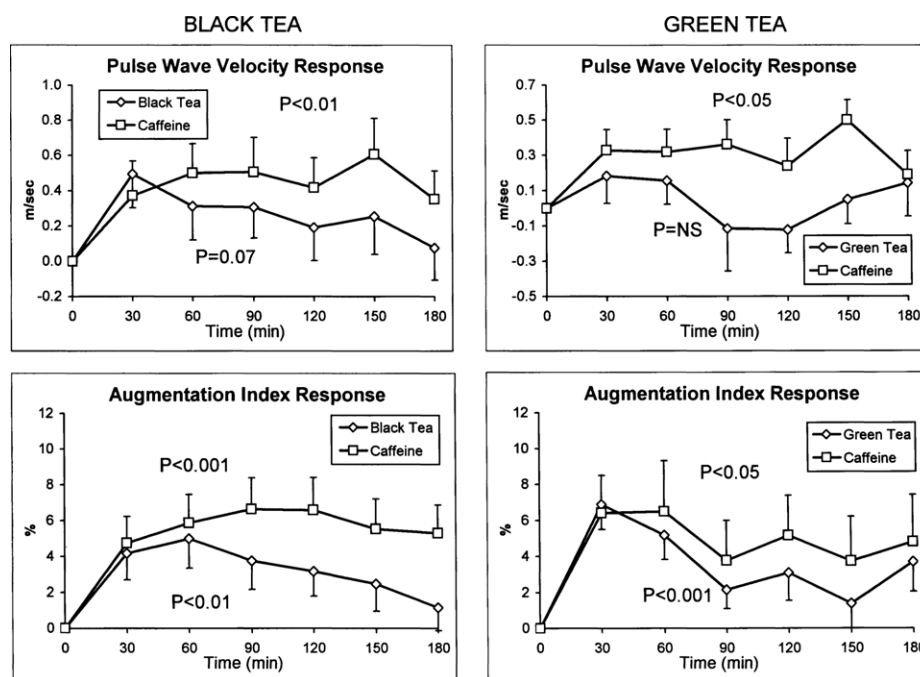 BLACK TEA
Pulse Wave Velocity Response
1.0
0.8
0.6
0.4
0.2
0.0
-0.2
m/sec
Black Tea
Caffeine
P<0.01
P=0.07
0 30 60 90 120 150 180
Time (min)
GREEN TEA
Pulse Wave Velocity Response
0.7
0.5
0.3
0.1
-0.1
-0.3
-0.5
m/sec
P<0.05
P=NS
Green Tea
Caffeine
0 30 60 90 120 150 180
Time (min)
Augmentation Index Response
12
10
8
6
4
2
0
%
Black Tea
Caffeine
P<0.001
P<0.01
0 30 60 90 120 150 180
Time (min)
Augmentation Index Response
12
10
8
6
4
2
0
%
Green Tea
Caffeine
P<0.05
P<0.001
0 30 60 90 120 150 180
Time (min)